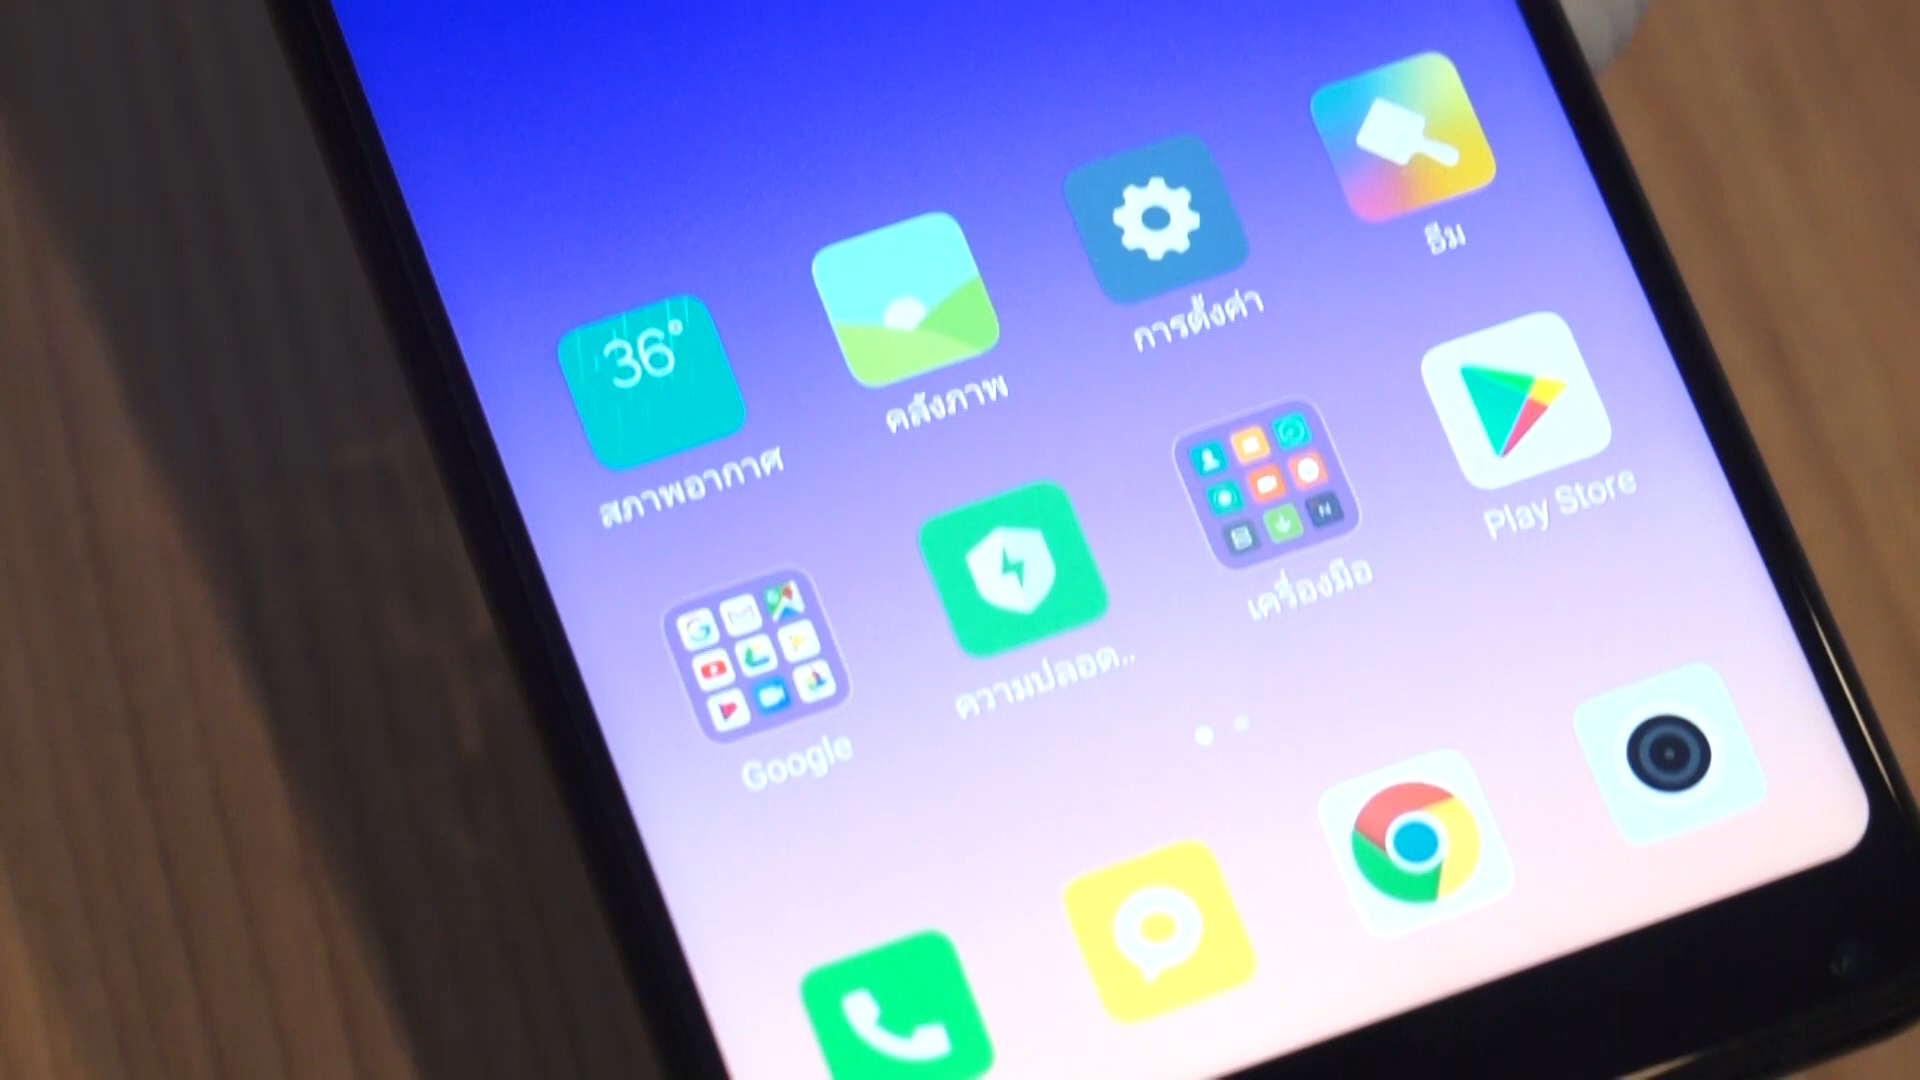 36°
สภาพอากาศ
คลังภาพ
การตั้งค่า
ธีม
Google
ความปลอด..
เครื่องมือ
Play Store